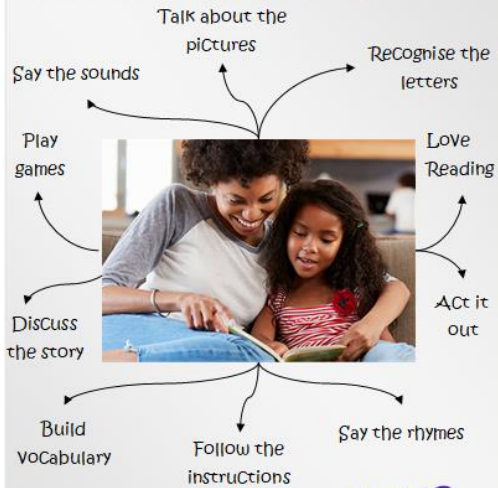 Talk about the
pictures
Recognise the
letters
Say the sounds
Play
games
Love
Reading
Discuss
the story
Act it
out
Build
vocabulary
Follow the
instructions
Say the rhymes